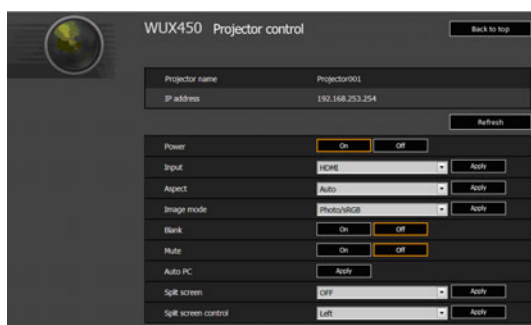 WUX450 Projector control
Back to top
Projector name Projector001
IP address 192.168.253.254
Refresh
Power On Off
Input HDMI Apply
Aspect Auto Apply
Image mode Photo/sRGB Apply
Blank On Off
Mute On Off
Auto PC Apply
Split screen OFF Apply
Split screen control Left Apply